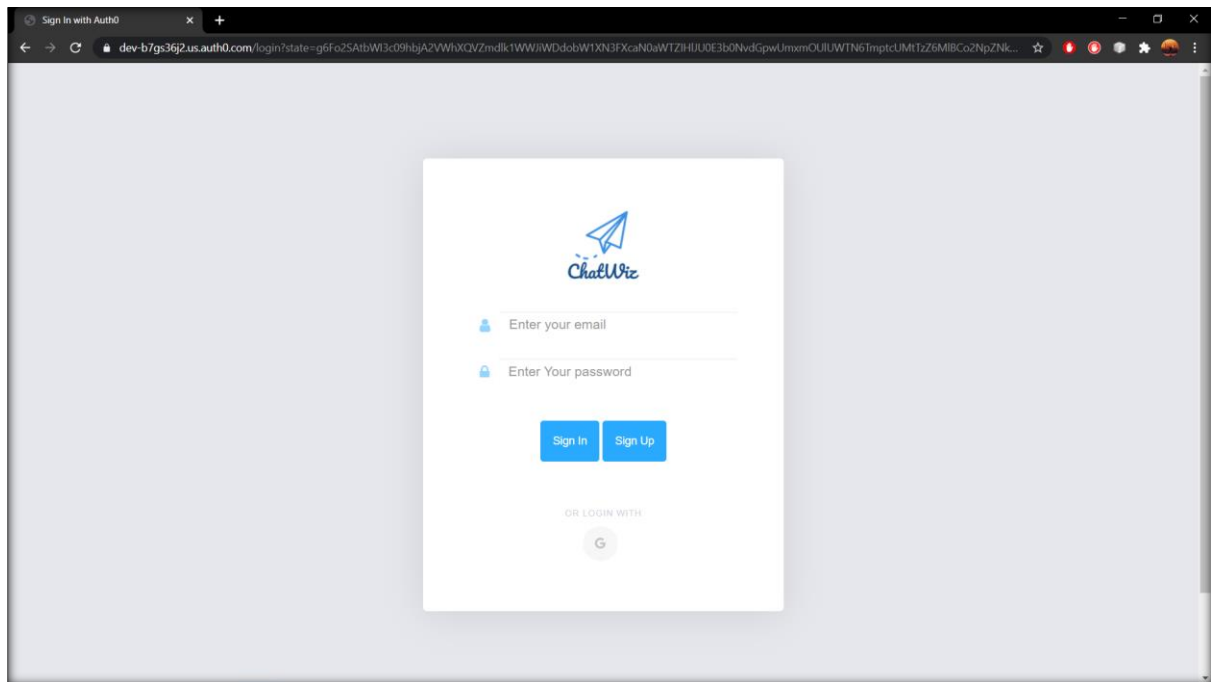 Sign In with Auth0
dev-b7gs36j2.us.auth0.com/login?state=
ChatWiz
Enter your email
Enter Your password
Sign In Sign Up
OR LOGIN WITH
G